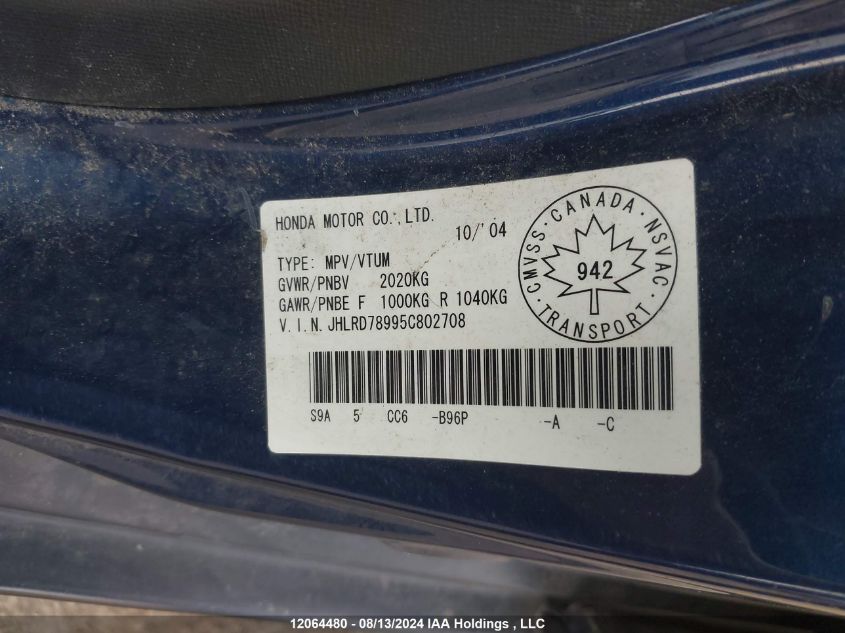 HONDA MOTOR CO.,LTD.
10/'04
TYPE: MPV/VTUM
GVWR/PNBV 2020KG
GAWR/PNBE F 1000KG R 1040KG
V.I.N.JHLRD78995C802708
CMVSS·CANADA·NSVAC
942
·TRANSPORT·
S9A 5 CC6 -B96P -A -C
12064480 - 08/13/2024 IAA Holdings , LLC